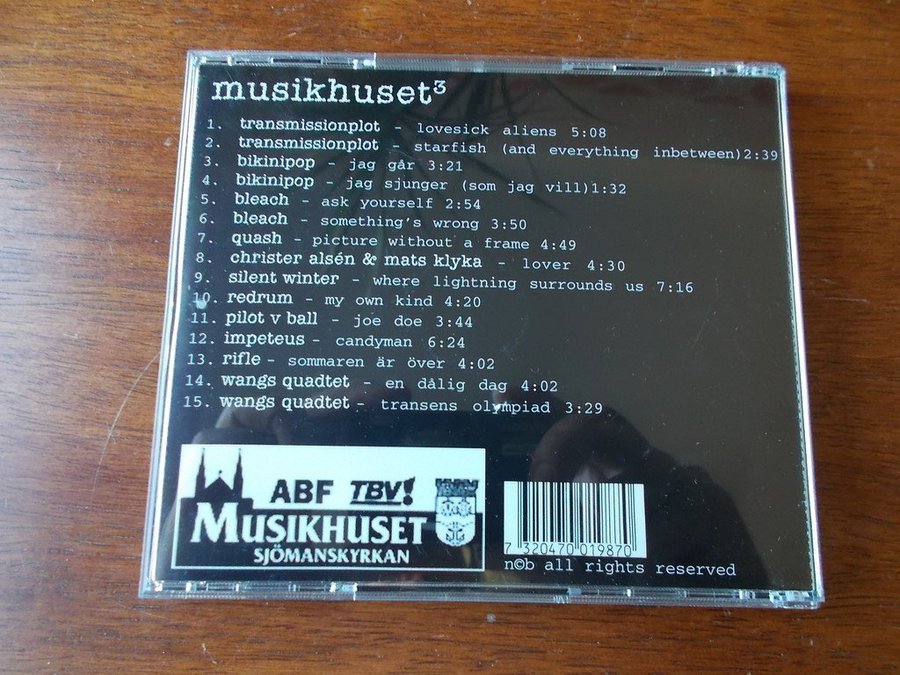 musikhuset³
1. transmissionplot - lovesick aliens 5:08
2. transmissionplot - starfish (and everything inbetween)2:39
3. bikinipop - jag går 3:21
4. bikinipop - jag sjunger (som jag vill)1:32
5. bleach - ask yourself 2:54
6. bleach - something's wrong 3:50
7. quash - picture without a frame 4:49
8. christer alsén & mats klyka - lover 4:30
9. silent winter - where lightning surrounds us 7:16
10. redrum - my own kind 4:20
11. pilot v ball - joe doe 3:44
12. impeteus - candyman 6:24
13. rifle - sommaren är över 4:02
14. wangs quadtet - en dålig dag 4:02
15. wangs quadtet - transens olympiad 3:29
ABF TBV!
MUSIKHUSET
SJÖMANSKYRKAN
7 320470 019870
n©b all rights reserved